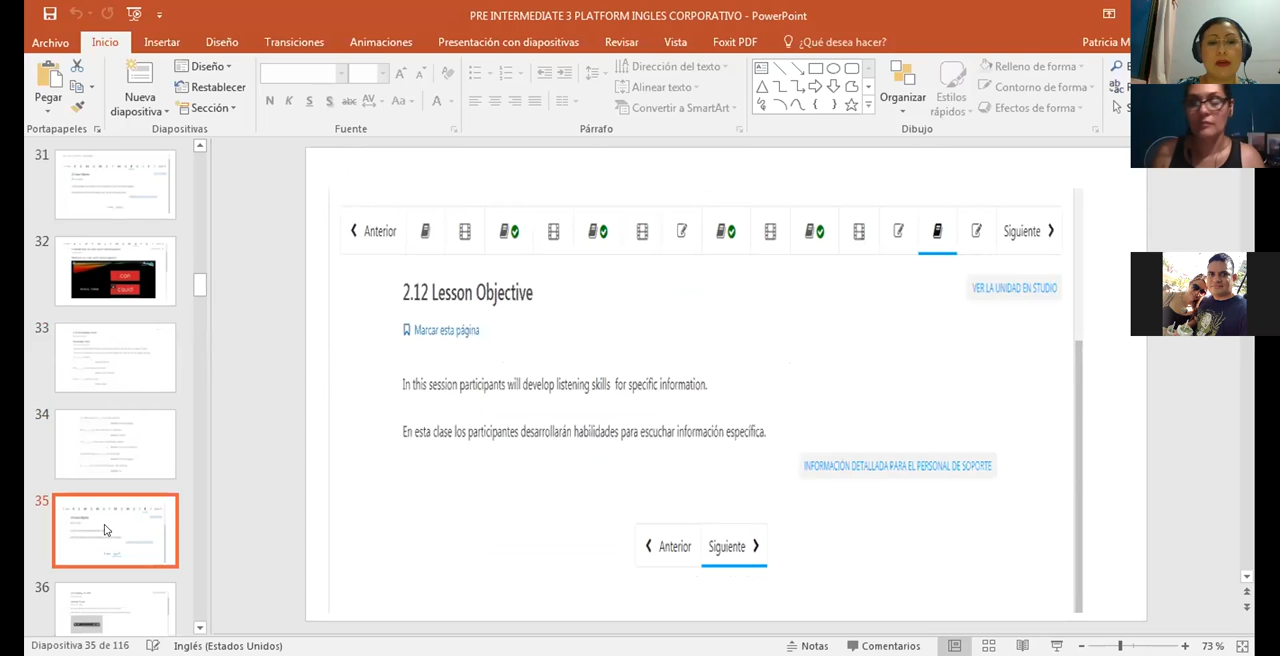 PRE INTERMEDIATE 3 PLATFORM INGLES CORPORATIVO - PowerPoint
Archivo Inicio Insertar Diseño Transiciones Animaciones Presentación con diapositivas Revisar Vista Foxit PDF ¿Qué desea hacer? Patricia M
Pegar
Nueva diapositiva
Diseño
Restablecer
Sección
N K S S abc AV Aa A
Dirección del texto
Alinear texto
Convertir a SmartArt
Organizar
Estilos rápidos
Relleno de forma
Contorno de forma
Efectos de forma
Portapapeles Diapositivas Fuente Párrafo Dibujo
31
32
33
34
35
36
Anterior Siguiente
2.12 Lesson Objective
VER LA UNIDAD EN STUDIO
Marcar esta página
In this session participants will develop listening skills for specific information.
En esta clase los participantes desarrollarán habilidades para escuchar información específica.
INFORMACIÓN DETALLADA PARA EL PERSONAL DE SOPORTE
Anterior Siguiente
Diapositiva 35 de 116 Inglés (Estados Unidos) Notas Comentarios 73 %